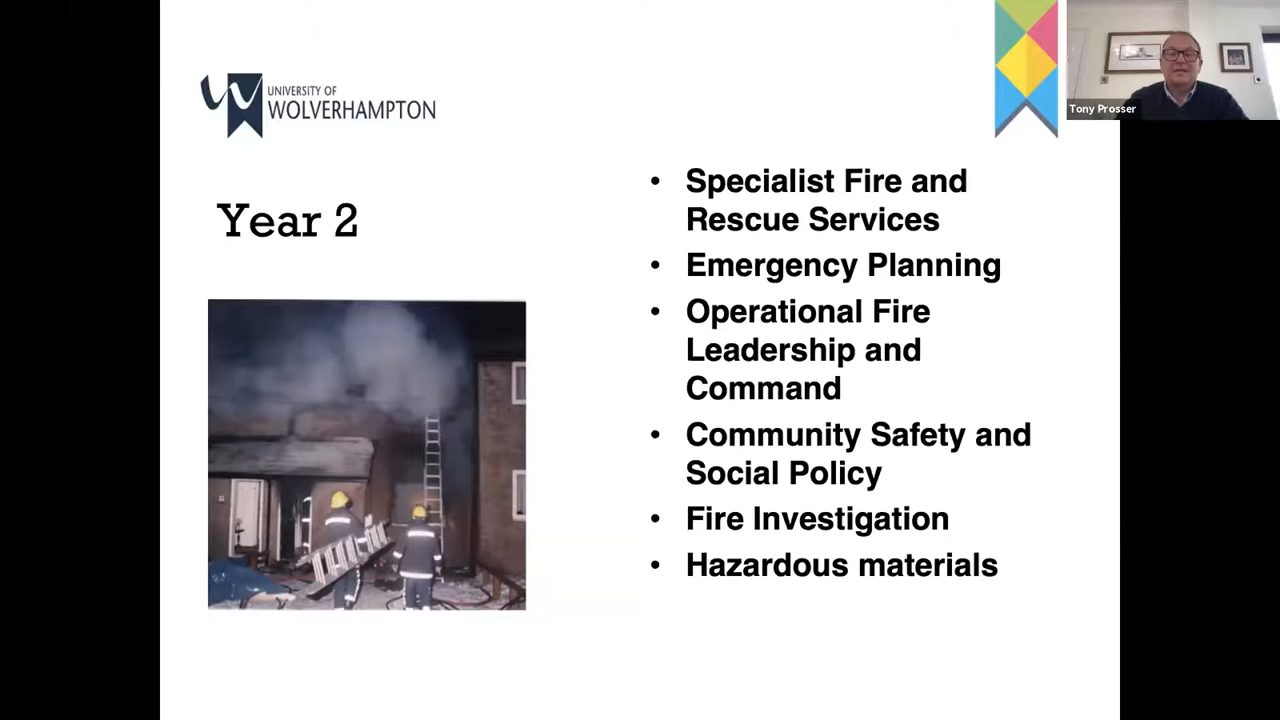 UNIVERSITY OF
WOLVERHAMPTON
Tony Prosser
Year 2
• Specialist Fire and
Rescue Services
• Emergency Planning
• Operational Fire
Leadership and
Command
• Community Safety and
Social Policy
• Fire Investigation
• Hazardous materials